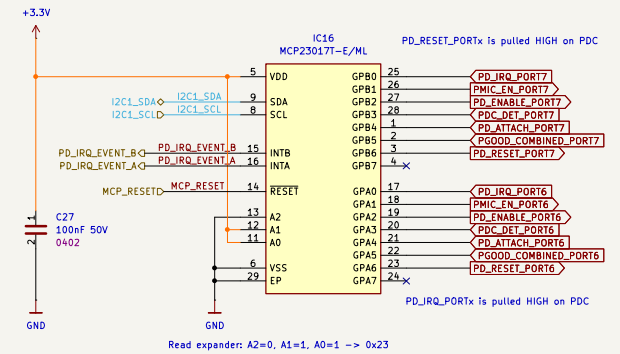 +3.3V
IC16
MCP23017T-E/ML
PD_RESET_PORTx is pulled HIGH on PDC
5 VDD GPB0 25 PD_IRQ_PORT7
GPB1 26 PMIC_EN_PORT7
I2C1_SDA I2C1_SDA 9 SDA GPB2 27 PD_ENABLE_PORT7
I2C1_SCL I2C1_SCL 8 SCL GPB3 28 PDC_DET_PORT7
GPB4 1 PD_ATTACH_PORT7
GPB5 2 PGOOD_COMBINED_PORT7
PD_IRQ_EVENT_B PD_IRQ_EVENT_B 15 INTB GPB6 3 PD_RESET_PORT7
PD_IRQ_EVENT_A PD_IRQ_EVENT_A 16 INTA GPB7 4
MCP_RESET MCP_RESET 14 RESET GPA0 17 PD_IRQ_PORT6
GPA1 18 PMIC_EN_PORT6
13 A2 GPA2 19 PD_ENABLE_PORT6
12 A1 GPA3 20 PDC_DET_PORT6
11 A0 GPA4 21 PD_ATTACH_PORT6
GPA5 22 PGOOD_COMBINED_PORT6
6 VSS GPA6 23 PD_RESET_PORT6
29 EP GPA7 24
1
C27
100nF 50V
0402
2
PD_IRQ_PORTx is pulled HIGH on PDC
GND
GND
Read expander: A2=0, A1=1, A0=1 -> 0x23